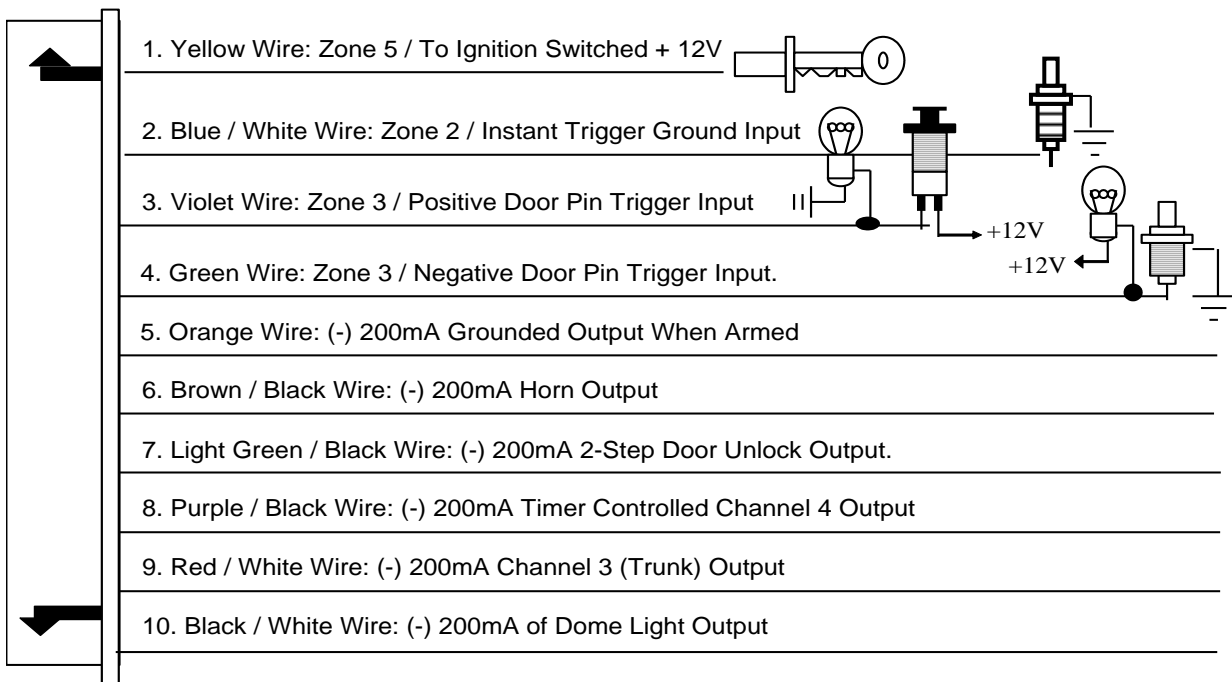 1. Yellow Wire: Zone 5 / To Ignition Switched + 12V
2. Blue / White Wire: Zone 2 / Instant Trigger Ground Input
3. Violet Wire: Zone 3 / Positive Door Pin Trigger Input
+12V
+12V
4. Green Wire: Zone 3 / Negative Door Pin Trigger Input.
5. Orange Wire: (-) 200mA Grounded Output When Armed
6. Brown / Black Wire: (-) 200mA Horn Output
7. Light Green / Black Wire: (-) 200mA 2-Step Door Unlock Output.
8. Purple / Black Wire: (-) 200mA Timer Controlled Channel 4 Output
9. Red / White Wire: (-) 200mA Channel 3 (Trunk) Output
10. Black / White Wire: (-) 200mA of Dome Light Output